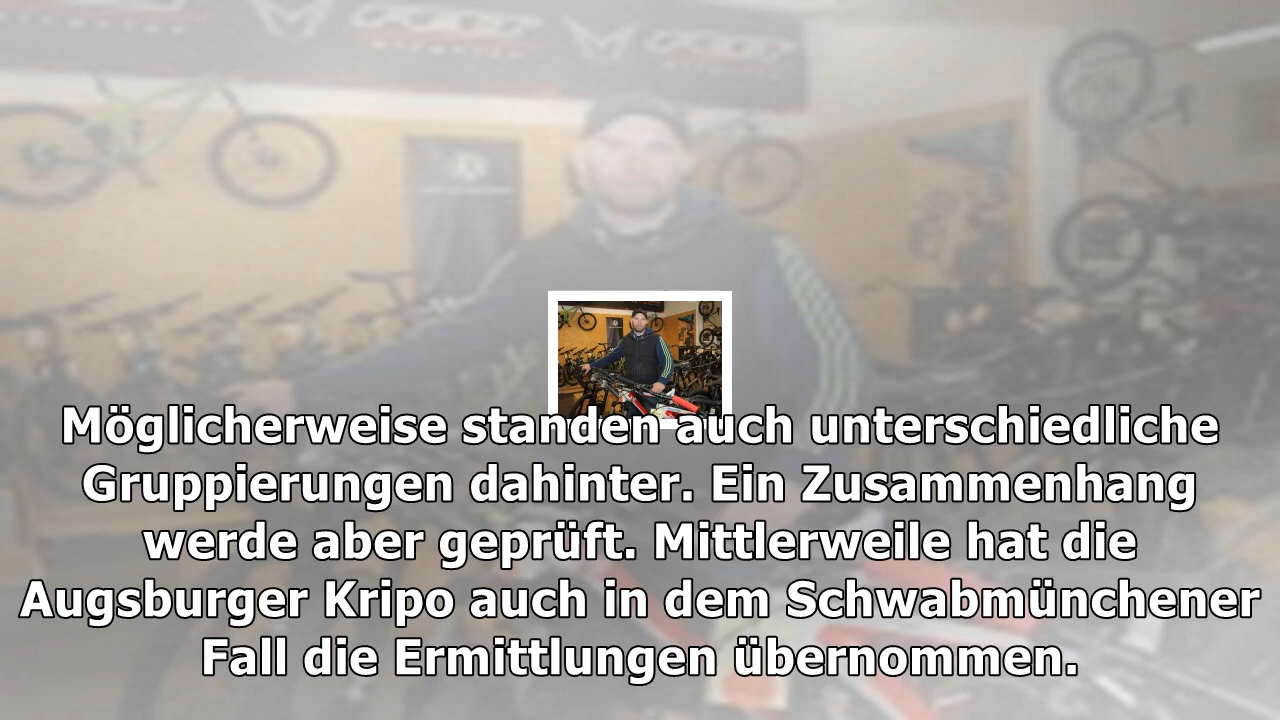 Möglicherweise standen auch unterschiedliche
Gruppierungen dahinter. Ein Zusammenhang
werde aber geprüft. Mittlerweile hat die
Augsburger Kripo auch in dem Schwabmünchener
Fall die Ermittlungen übernommen.